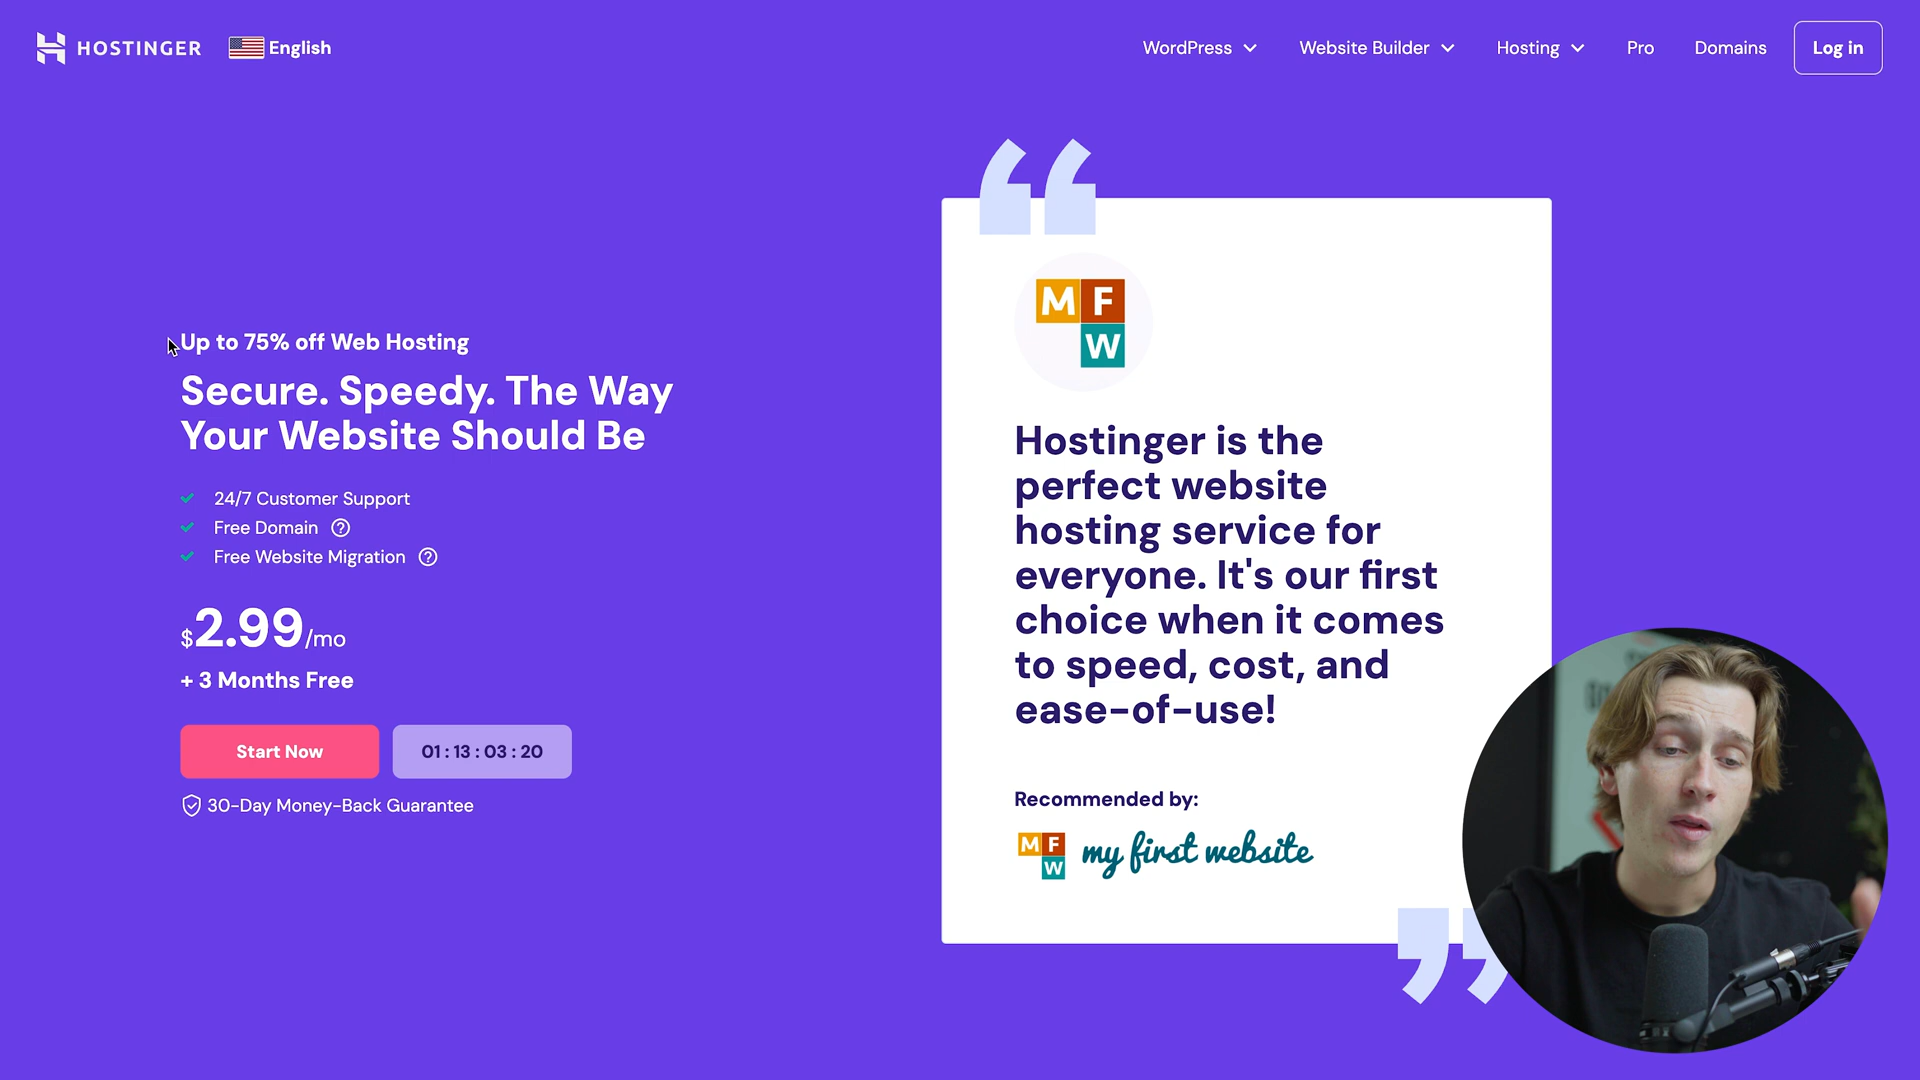 HOSTINGER
English
WordPress
Website Builder
Hosting
Pro
Domains
Log in
Up to 75% off Web Hosting
Secure. Speedy. The Way
Your Website Should Be
24/7 Customer Support
Free Domain ?
Free Website Migration ?
$2.99/mo
+ 3 Months Free
Start Now
01 : 13 : 03 : 20
30-Day Money-Back Guarantee
“
M F
W
Hostinger is the
perfect website
hosting service for
everyone. It's our first
choice when it comes
to speed, cost, and
ease-of-use!
Recommended by:
M F
W
my first website
”